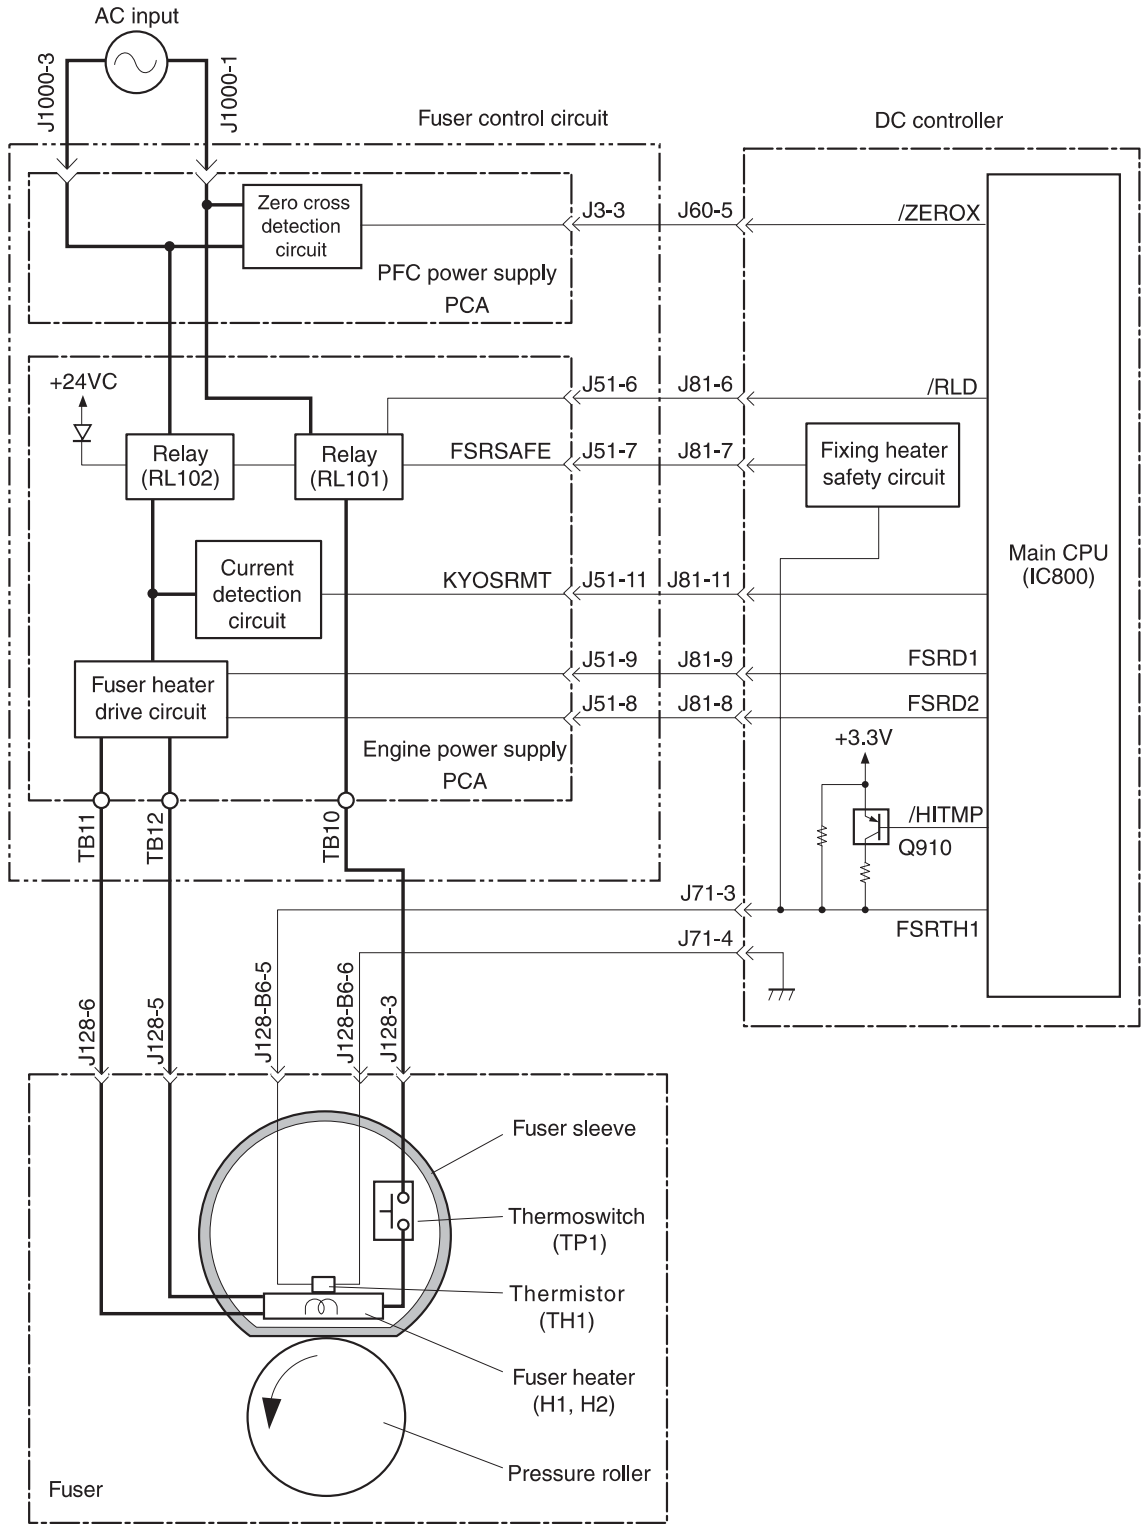 AC input
J1000-3
J1000-1
Fuser control circuit
DC controller
Zero cross
detection
circuit
J3-3
J60-5
/ZEROX
PFC power supply
PCA
+24VC
J51-6
J81-6
/RLD
Relay
(RL102)
Relay
(RL101)
FSRSAFE
J51-7
J81-7
Fixing heater
safety circuit
Main CPU
(IC800)
Current
detection
circuit
KYOSRMT
J51-11
J81-11
Fuser heater
drive circuit
J51-9
J81-9
FSRD1
J51-8
J81-8
FSRD2
Engine power supply
PCA
+3.3V
/HITMP
Q910
TB11
TB12
TB10
J71-3
FSRTH1
J71-4
J128-6
J128-5
J128-B6-5
J128-B6-6
J128-3
Fuser sleeve
Thermoswitch
(TP1)
Thermistor
(TH1)
Fuser heater
(H1, H2)
Pressure roller
Fuser